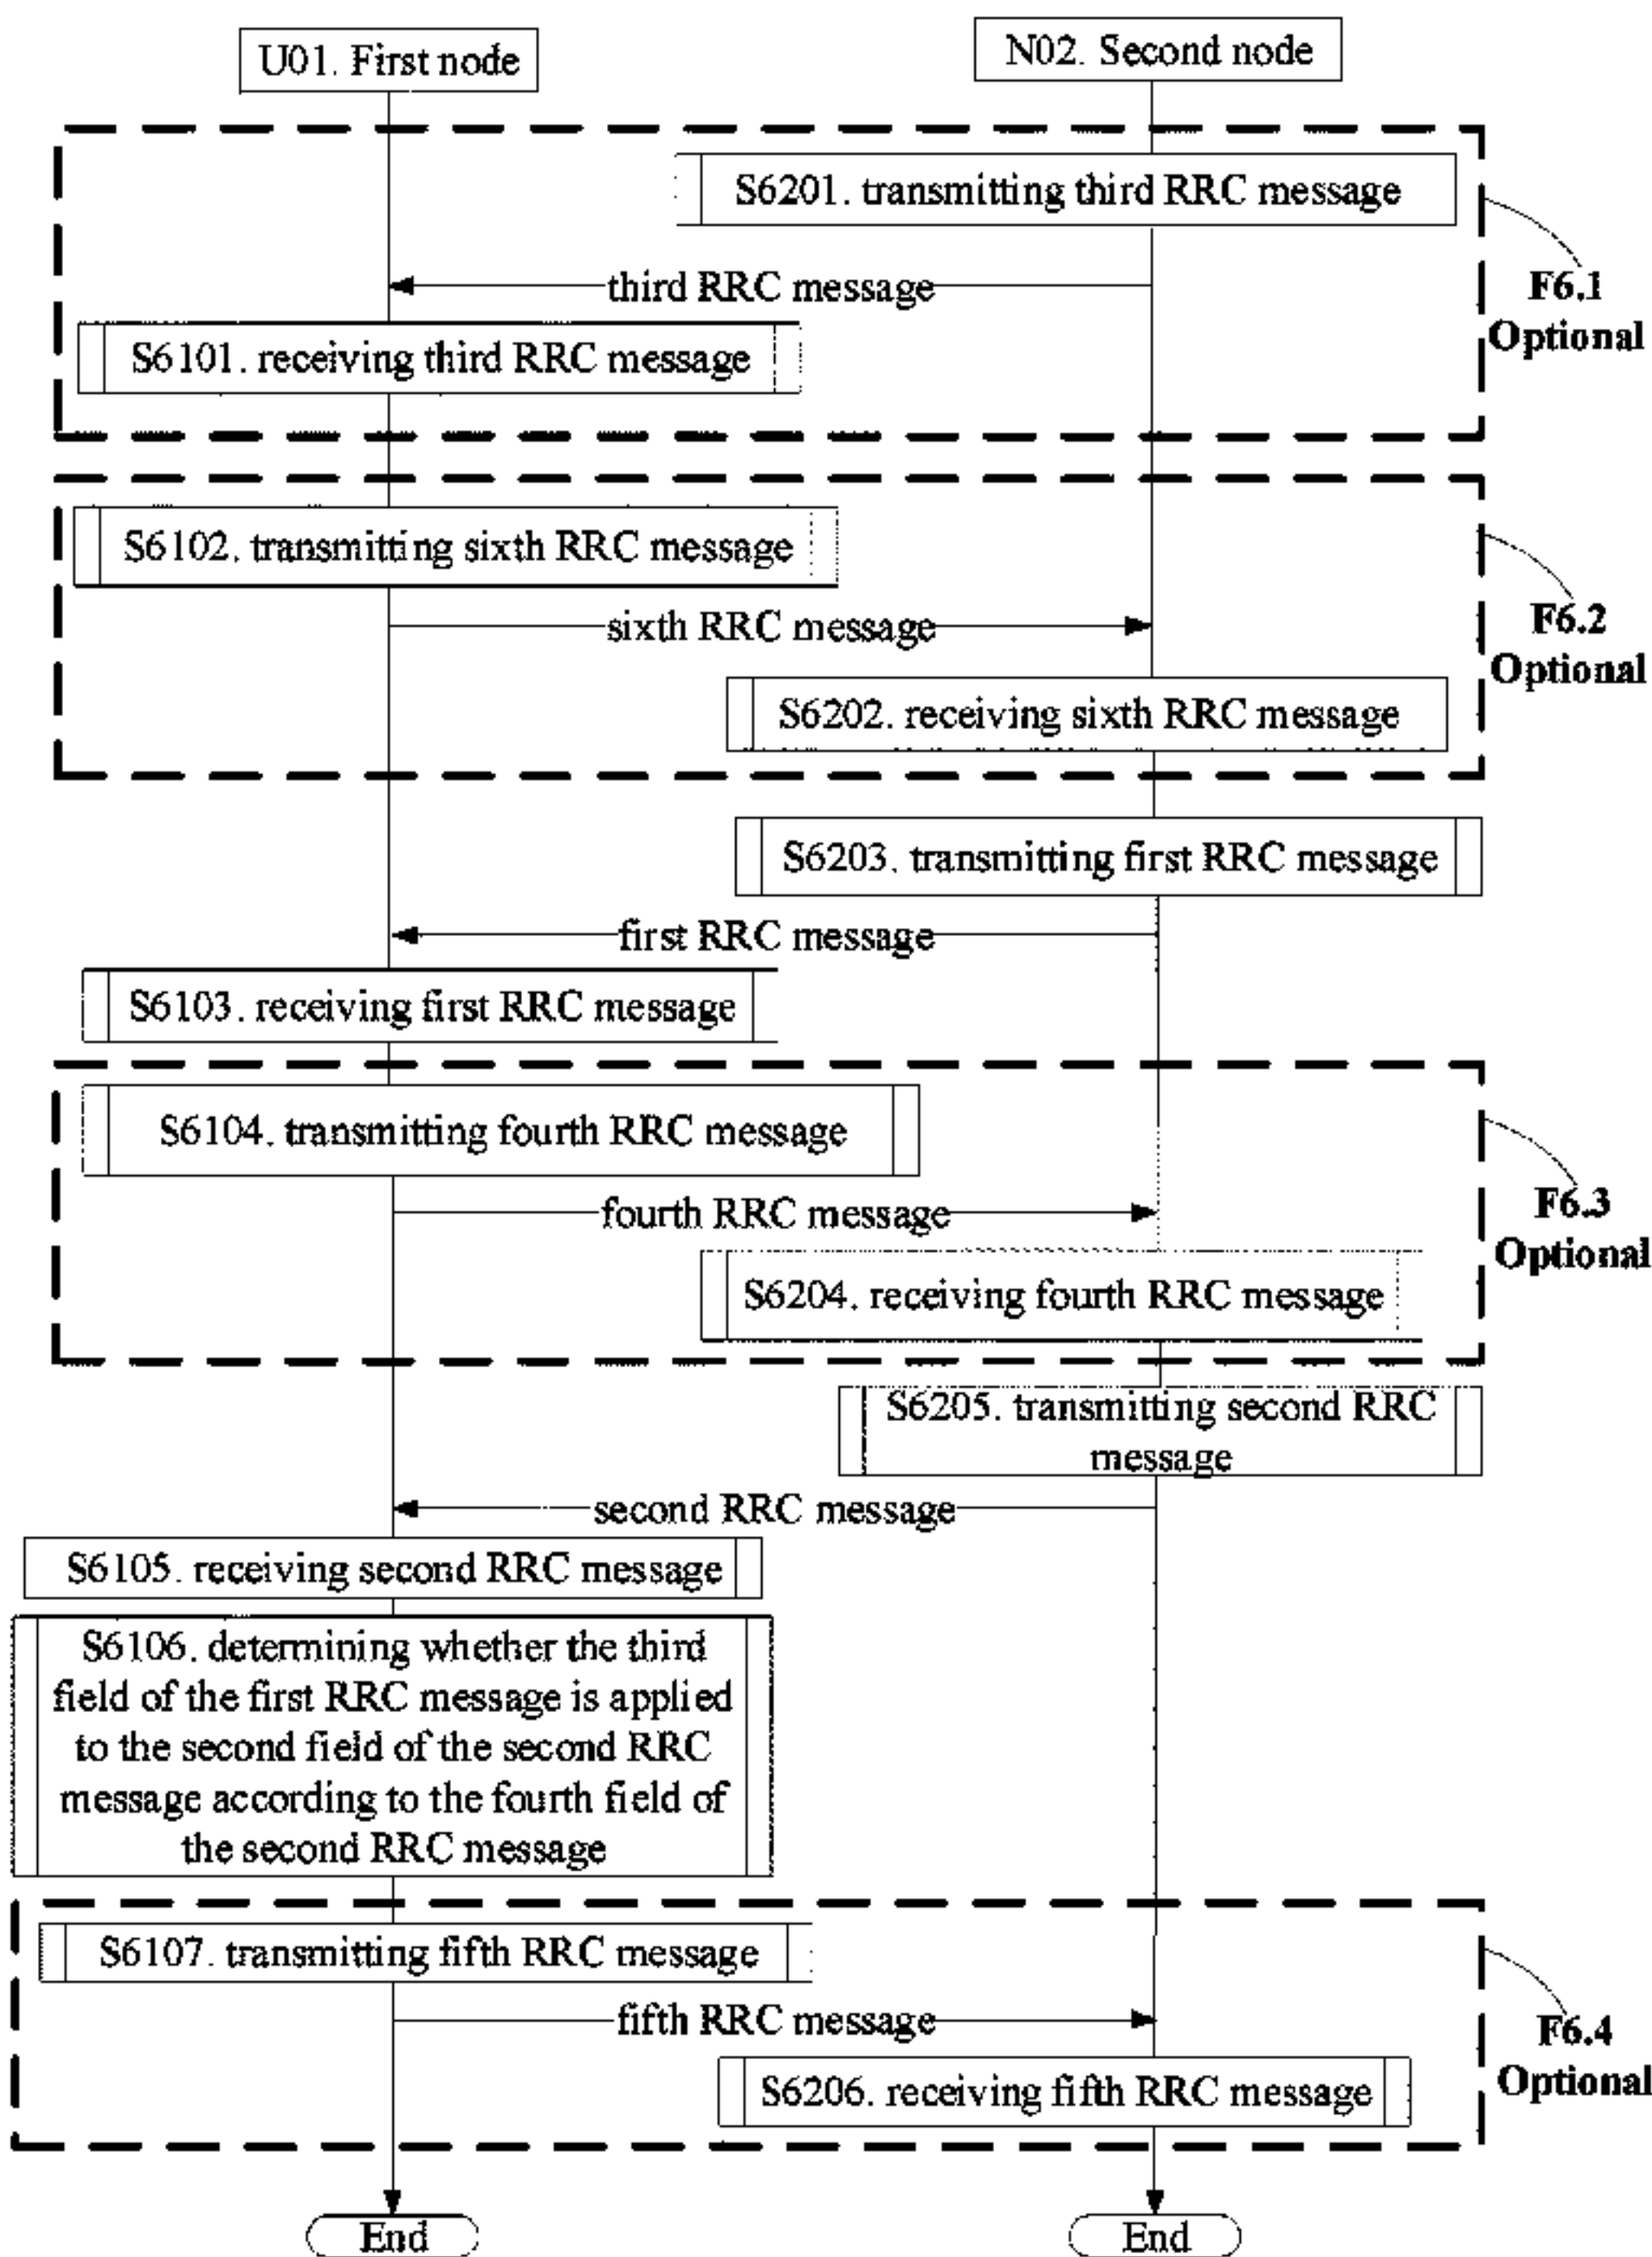 U01. First node
N02. Second node
S6201. transmitting third RRC message
third RRC message
F6.1
Optional
S6101. receiving third RRC message
S6102. transmitting sixth RRC message
sixth RRC message
F6.2
Optional
S6202. receiving sixth RRC message
S6203. transmitting first RRC message
first RRC message
S6103. receiving first RRC message
S6104. transmitting fourth RRC message
fourth RRC message
F6.3
Optional
S6204. receiving fourth RRC message
S6205. transmitting second RRC
message
second RRC message
S6105. receiving second RRC message
S6106. determining whether the third
field of the first RRC message is applied
to the second field of the second RRC
message according to the fourth field of
the second RRC message
S6107. transmitting fifth RRC message
fifth RRC message
F6.4
Optional
S6206. receiving fifth RRC message
End
End